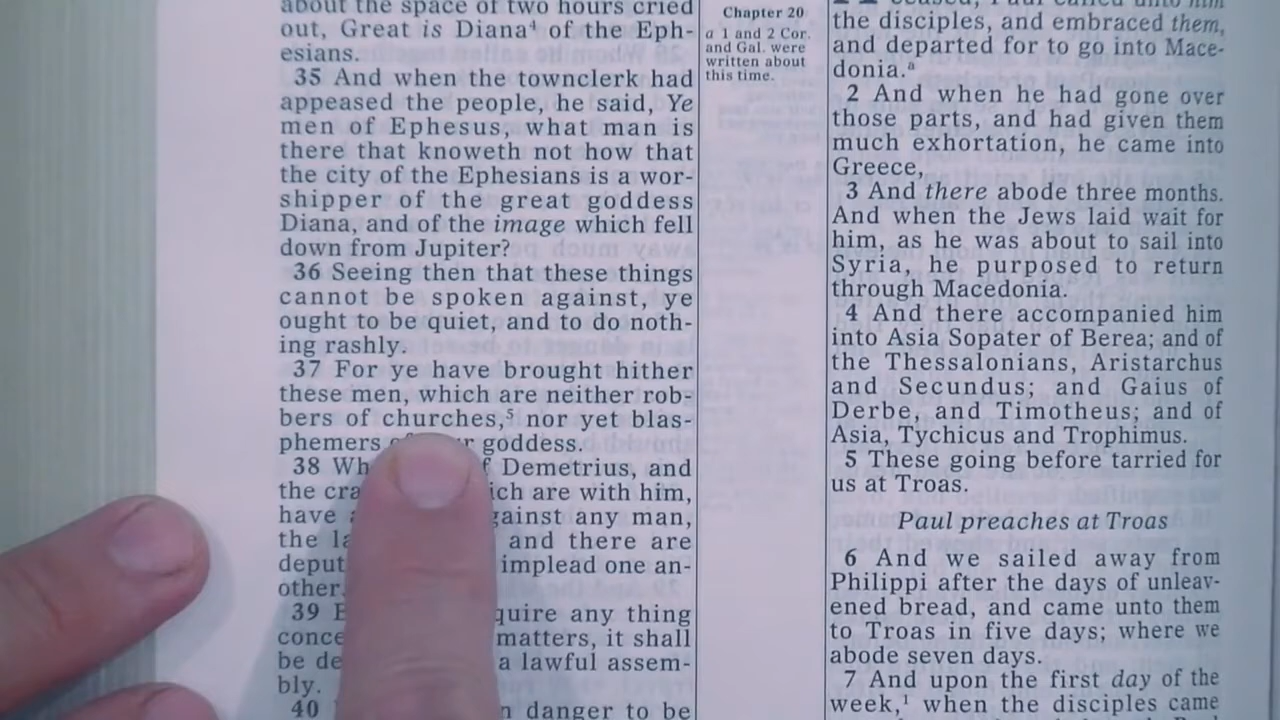 about the space of two hours cried
out, Great is Diana⁴ of the Eph-
esians.
35 And when the townclerk had
appeased the people, he said, Ye
men of Ephesus, what man is
there that knoweth not how that
the city of the Ephesians is a wor-
shipper of the great goddess
Diana, and of the image which fell
down from Jupiter?
36 Seeing then that these things
cannot be spoken against, ye
ought to be quiet, and to do noth-
ing rashly.
37 For ye have brought hither
these men, which are neither rob-
bers of churches,⁵ nor yet blas-
phemers goddess.
38 Demetrius, and
the are with him,
have against any man,
the and there are
implead one an-
other.
39 any thing
matters, it shall
be a lawful assem-
bly.
40 danger to be
Chapter 20
a 1 and 2 Cor.
and Gal. were
written about
this time.
Paul called unto him
the disciples, and embraced them,
and departed for to go into Mace-
donia.ᵃ
2 And when he had gone over
those parts, and had given them
much exhortation, he came into
Greece,
3 And there abode three months.
And when the Jews laid wait for
him, as he was about to sail into
Syria, he purposed to return
through Macedonia.
4 And there accompanied him
into Asia Sopater of Berea; and of
the Thessalonians, Aristarchus
and Secundus; and Gaius of
Derbe, and Timotheus; and of
Asia, Tychicus and Trophimus.
5 These going before tarried for
us at Troas.
Paul preaches at Troas
6 And we sailed away from
Philippi after the days of unleav-
ened bread, and came unto them
to Troas in five days; where we
abode seven days.
7 And upon the first day of the
week,¹ when the disciples came